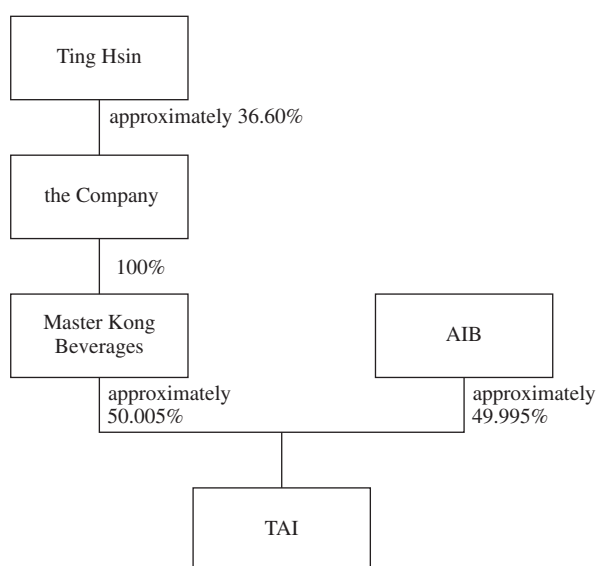 Ting Hsin
approximately 36.60%
the Company
100%
Master Kong
Beverages
AIB
approximately
50.005%
approximately
49.995%
TAI